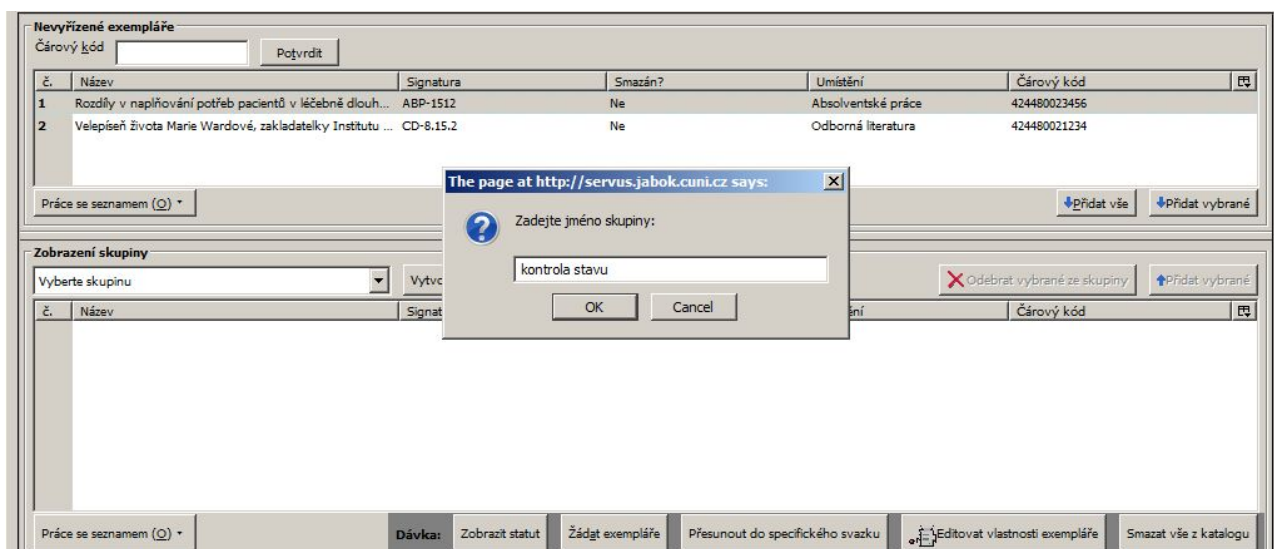 Nevyřízené exempláře
Čárový kód Potvrdit
č. Název Signatura Smazán? Umístění Čárový kód
1 Rozdíly v naplňování potřeb pacientů v léčebně dlouh... ABP-1512 Ne Absolventské práce 424480023456
2 Velepíseň života Marie Wardové, zakladatelky Institutu ... CD-8.15.2 Ne Odborná literatura 424480021234
Práce se seznamem (O) Přidat vše Přidat vybrané
The page at http://servus.jabok.cuni.cz says:
Zadejte jméno skupiny:
kontrola stavu
OK Cancel
Zobrazení skupiny
Vyberte skupinu Vytvo Odebrat vybrané ze skupiny Přidat vybrané
č. Název Signat ění Čárový kód
Práce se seznamem (O) Dávka: Zobrazit statut Žádat exempláře Přesunout do specifického svazku Editovat vlastnosti exempláře Smazat vše z katalogu